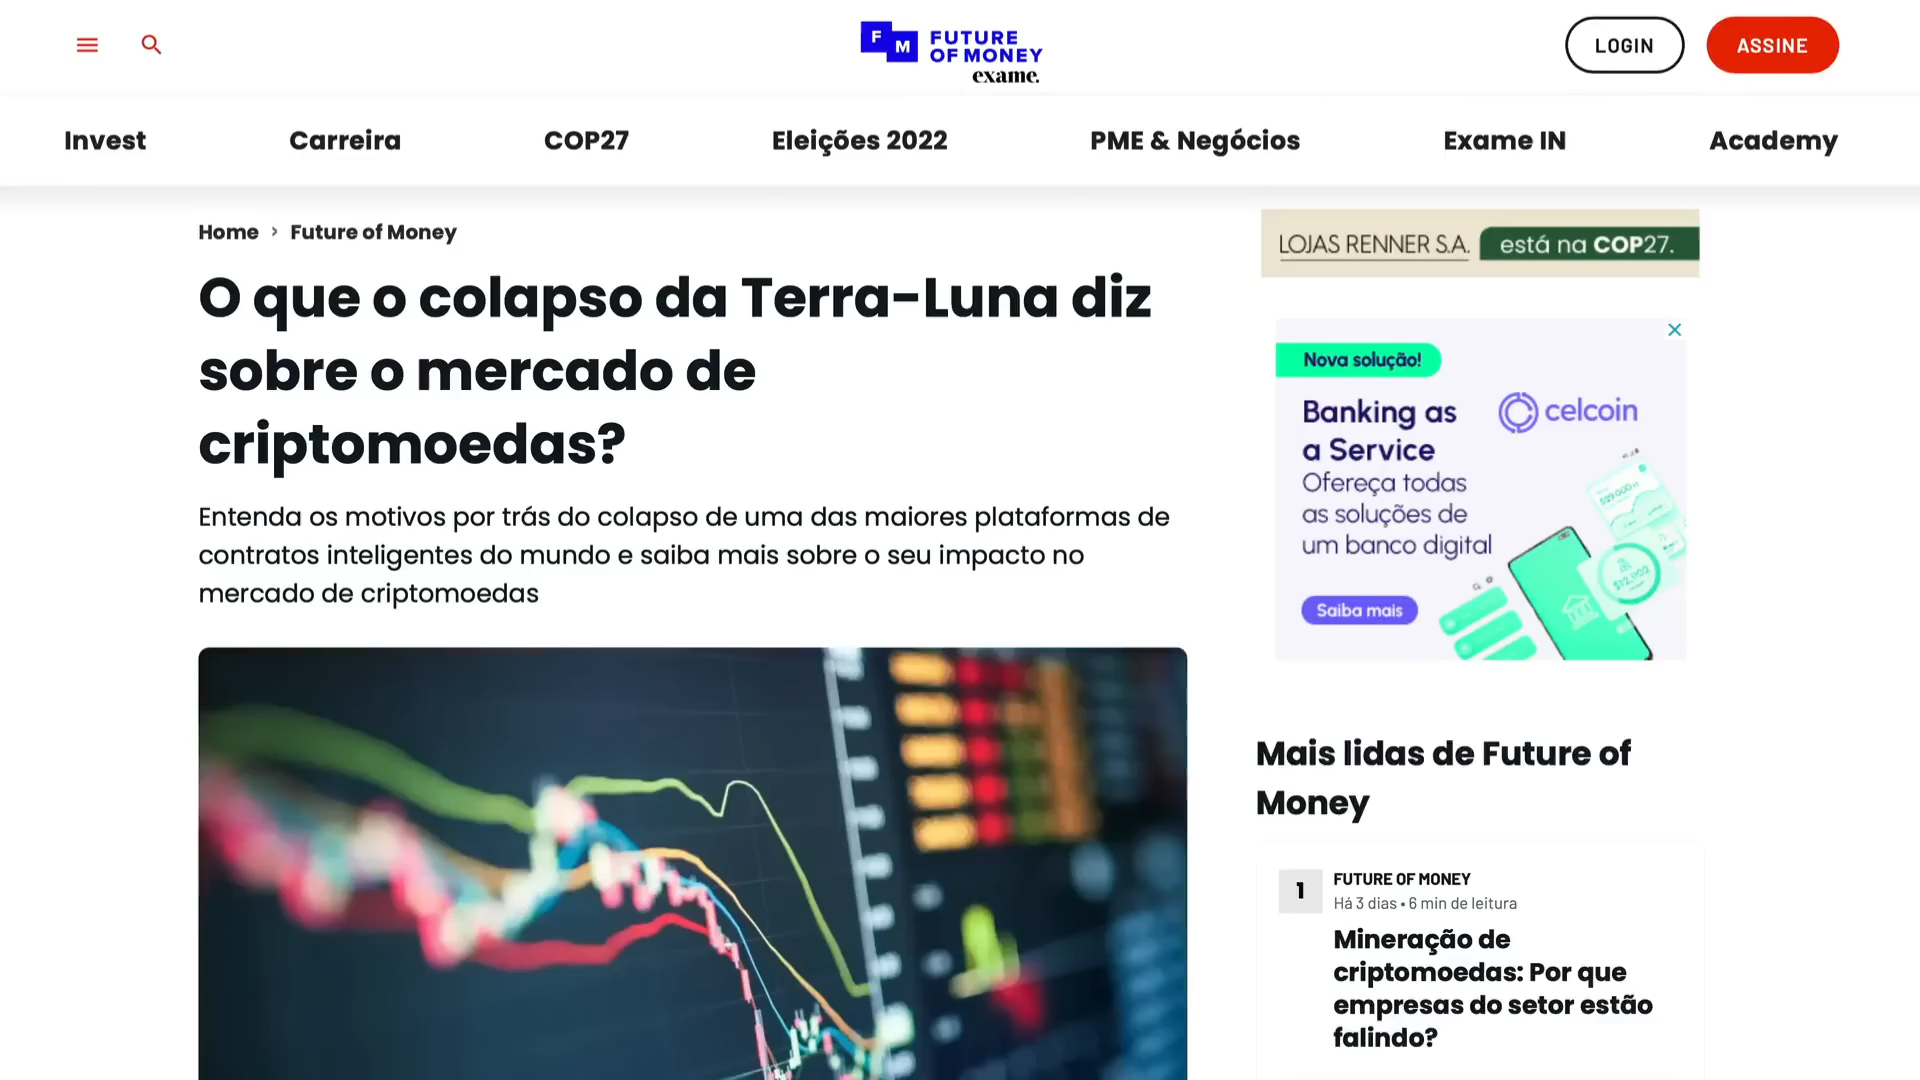 F M FUTURE
OF MONEY
exame.
LOGIN
ASSINE
Invest
Carreira
COP27
Eleições 2022
PME & Negócios
Exame IN
Academy
Home › Future of Money
O que o colapso da Terra-Luna diz
sobre o mercado de
criptomoedas?
Entenda os motivos por trás do colapso de uma das maiores plataformas de
contratos inteligentes do mundo e saiba mais sobre o seu impacto no
mercado de criptomoedas
LOJAS RENNER S.A. está na COP27.
Nova solução!
Banking as
a Service
celcoin
Ofereça todas
as soluções de
um banco digital
Saiba mais
Mais lidas de Future of
Money
1
FUTURE OF MONEY
Há 3 dias • 6 min de leitura
Mineração de
criptomoedas: Por que
empresas do setor estão
falindo?